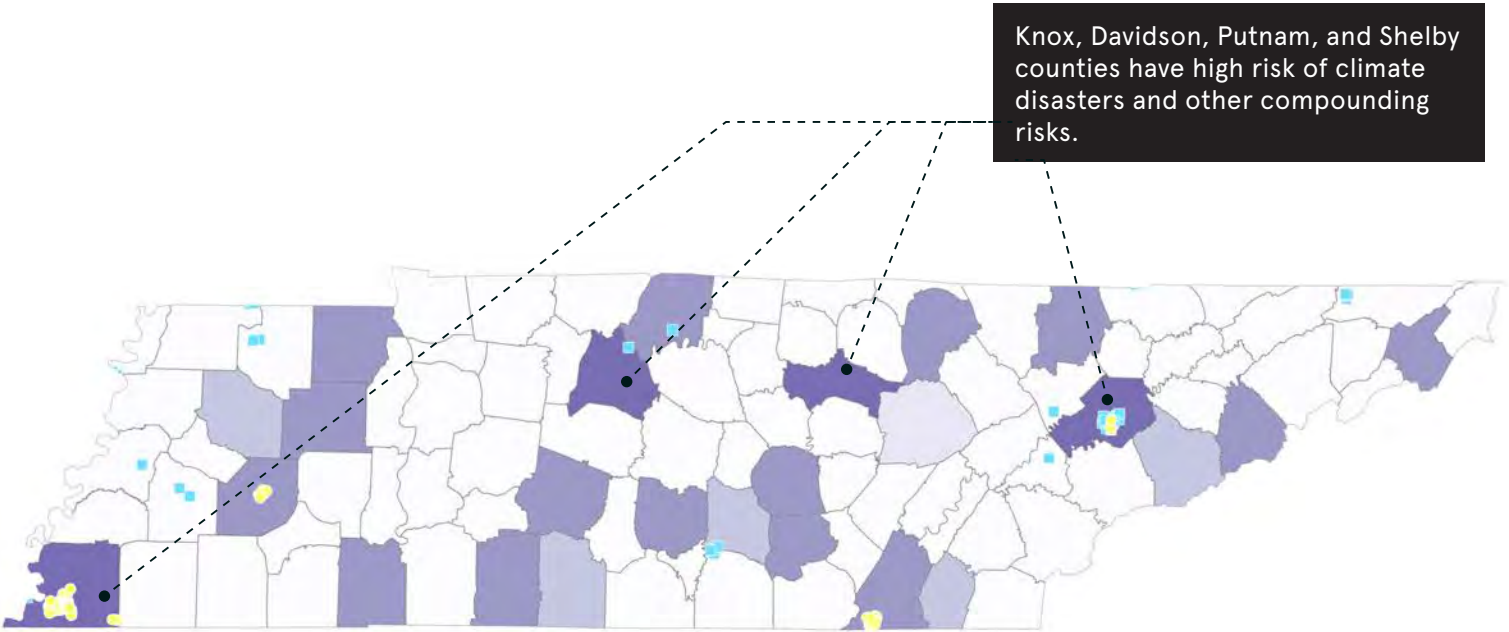 Knox, Davidson, Putnam, and Shelby
counties have high risk of climate
disasters and other compounding
risks.